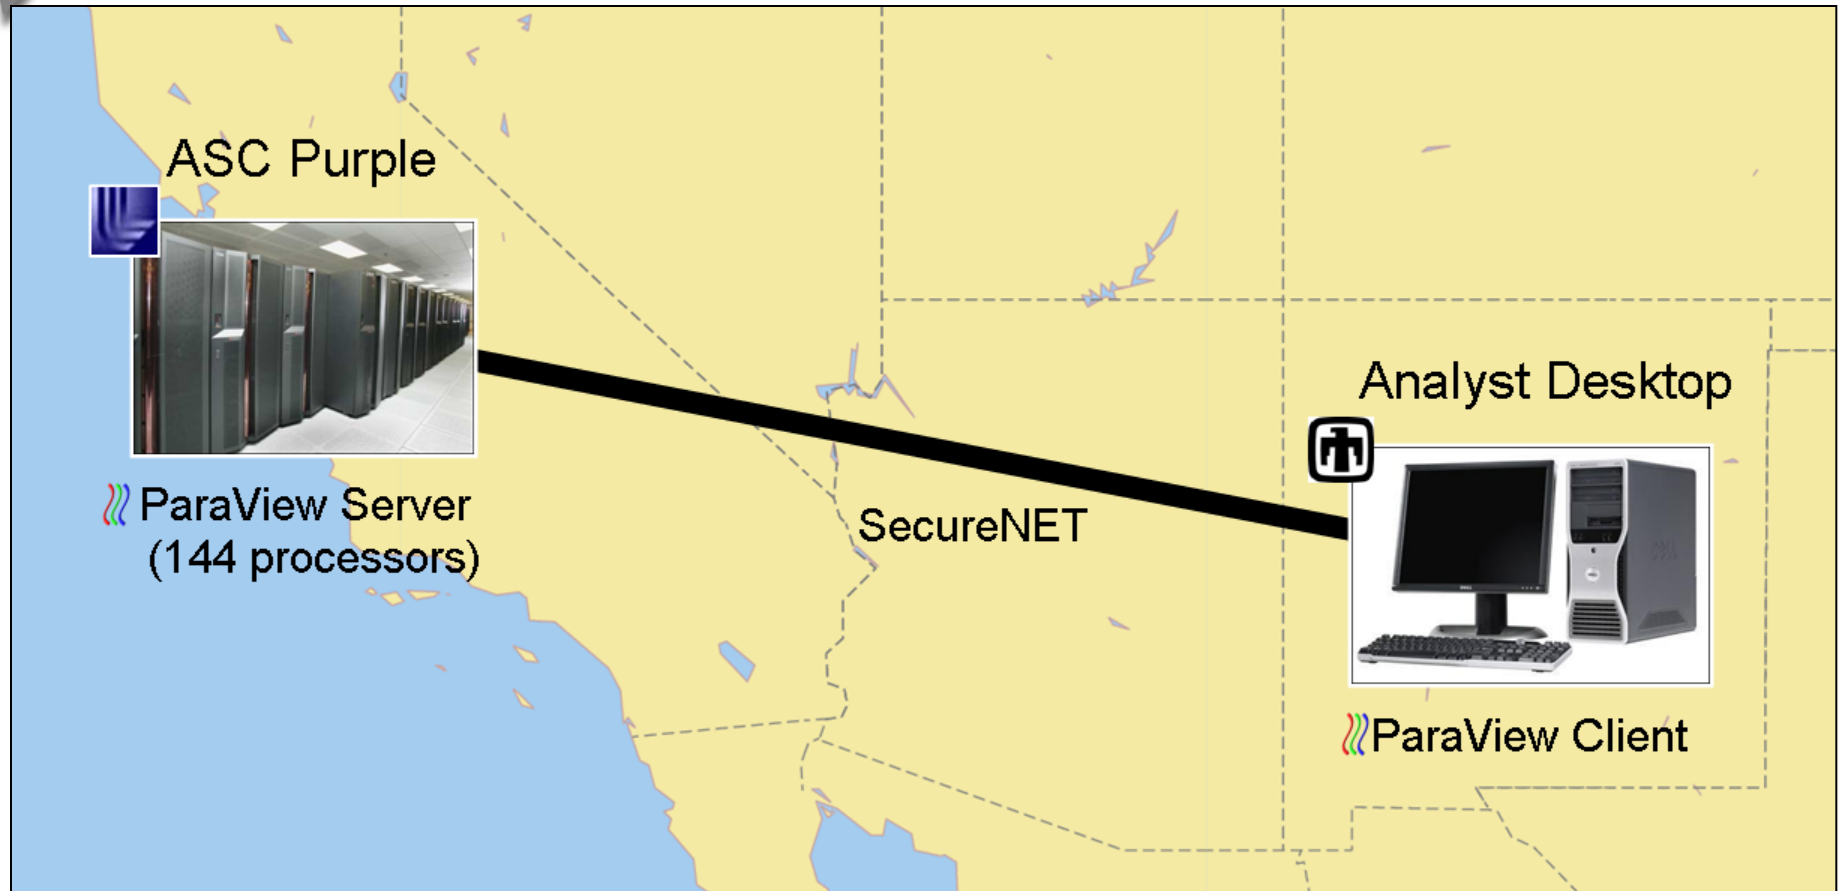 ASC Purple
ParaView Server
(144 processors)
SecureNET
Analyst Desktop
ParaView Client